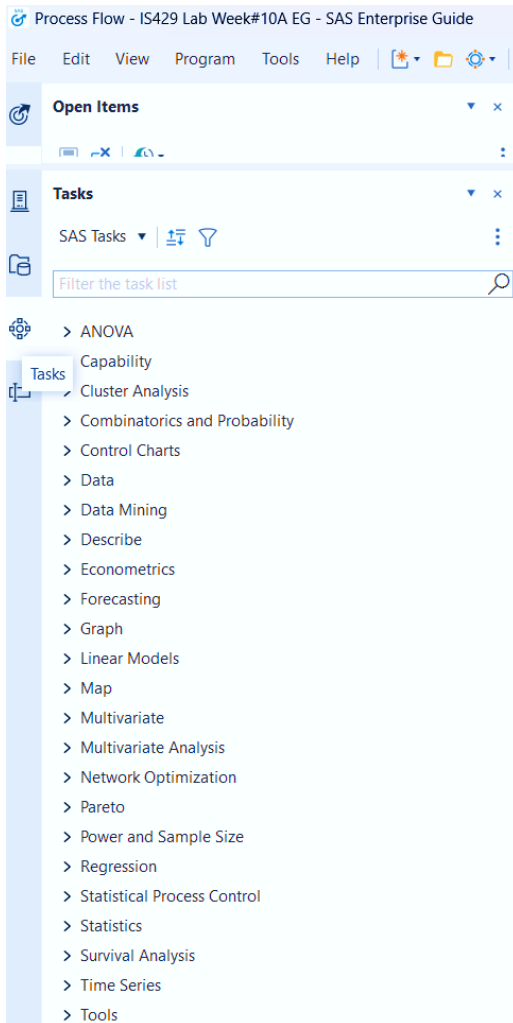 Process Flow - IS429 Lab Week#10A EG - SAS Enterprise Guide
File Edit View Program Tools Help
Open Items
Tasks
SAS Tasks
Filter the task list
ANOVA
Capability
Tasks
Cluster Analysis
Combinatorics and Probability
Control Charts
Data
Data Mining
Describe
Econometrics
Forecasting
Graph
Linear Models
Map
Multivariate
Multivariate Analysis
Network Optimization
Pareto
Power and Sample Size
Regression
Statistical Process Control
Statistics
Survival Analysis
Time Series
Tools